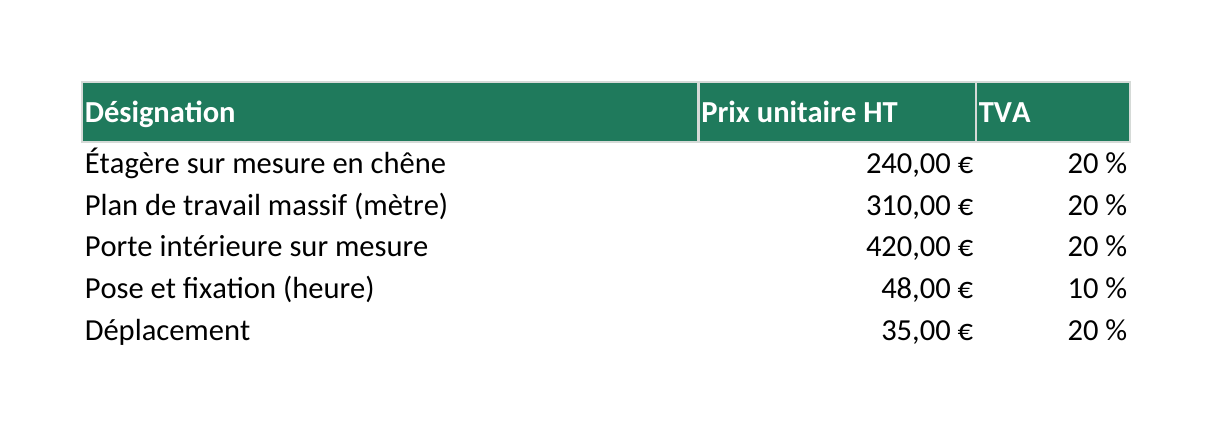 Désignation Prix unitaire HT TVA
Étagère sur mesure en chêne 240,00 € 20 %
Plan de travail massif (mètre) 310,00 € 20 %
Porte intérieure sur mesure 420,00 € 20 %
Pose et fixation (heure) 48,00 € 10 %
Déplacement 35,00 € 20 %